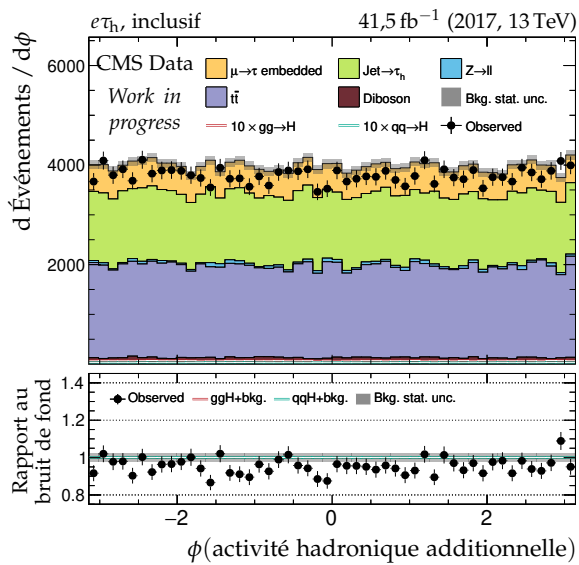 eτh, inclusif 41,5 fb⁻¹ (2017, 13 TeV)
dÉvénements / dϕ
6000
4000
2000
CMS Data
Work in
progress
μ→τ embedded Jet→τh Z→ll
tt̄ Diboson Bkg. stat. unc.
10 × gg→H 10 × qq→H Observed
Rapport au
bruit de fond
1.4
1.2
1
0.8
Observed ggH+bkg. qqH+bkg. Bkg. stat. unc.
−2 0 2
ϕ(activité hadronique additionnelle)